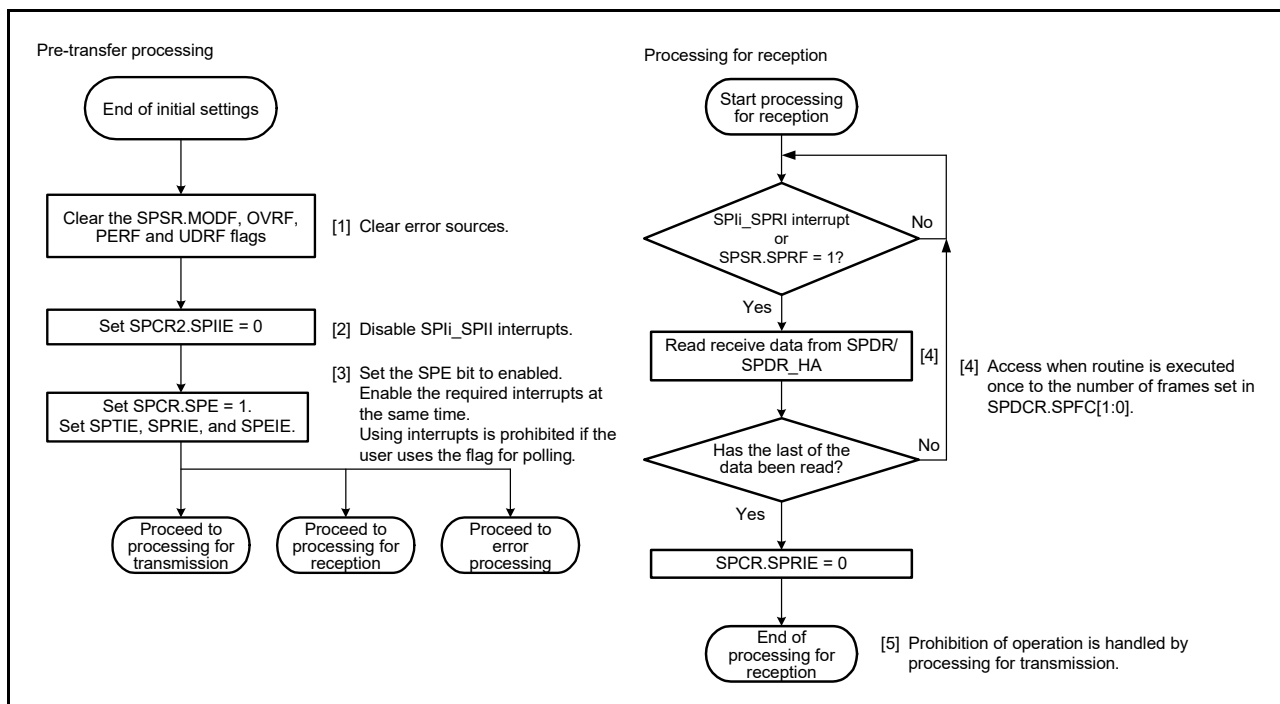 Pre-transfer processing
End of initial settings
Clear the SPSR.MODF, OVRF,
PERF and UDRF flags
[1] Clear error sources.
Set SPCR2.SPIIE = 0
[2] Disable SPIi_SPII interrupts.
Set SPCR.SPE = 1.
Set SPTIE, SPRIE, and SPEIE.
[3] Set the SPE bit to enabled.
Enable the required interrupts at
the same time.
Using interrupts is prohibited if the
user uses the flag for polling.
Proceed to
processing for
transmission
Proceed to
processing for
reception
Proceed to
error
processing
Processing for reception
Start processing
for reception
SPIi_SPRI interrupt
or
SPSR.SPRF = 1?
No
Yes
Read receive data from SPDR/
SPDR_HA
[4]
[4] Access when routine is executed
once to the number of frames set in
SPDCR.SPFC[1:0].
Has the last of the
data been read?
No
Yes
SPCR.SPRIE = 0
End of
processing for
reception
[5] Prohibition of operation is handled by
processing for transmission.